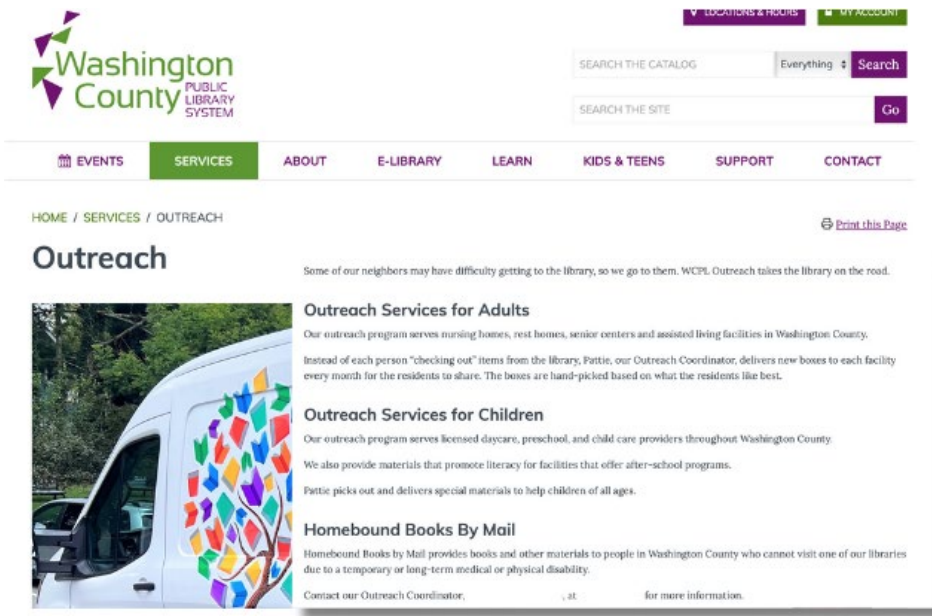 LOCATIONS & HOURS
MY ACCOUNT
Washington
County PUBLIC
LIBRARY
SYSTEM
SEARCH THE CATALOG
Everything
Search
SEARCH THE SITE
Go
EVENTS
SERVICES
ABOUT
E-LIBRARY
LEARN
KIDS & TEENS
SUPPORT
CONTACT
HOME / SERVICES / OUTREACH
Print this Page
Outreach
Some of our neighbors may have difficulty getting to the library, so we go to them. WCPL Outreach takes the library on the road.
Outreach Services for Adults
Our outreach program serves nursing homes, rest homes, senior centers and assisted living facilities in Washington County.
Instead of each person "checking out" items from the library, Pattie, our Outreach Coordinator, delivers new boxes to each facility
every month for the residents to share. The boxes are hand-picked based on what the residents like best.
Outreach Services for Children
Our outreach program serves licensed daycare, preschool, and child care providers throughout Washington County.
We also provide materials that promote literacy for facilities that offer after-school programs.
Pattie picks out and delivers special materials to help children of all ages.
Homebound Books By Mail
Homebound Books by Mail provides books and other materials to people in Washington County who cannot visit one of our libraries
due to a temporary or long-term medical or physical disability.
Contact our Outreach Coordinator, , at for more information.